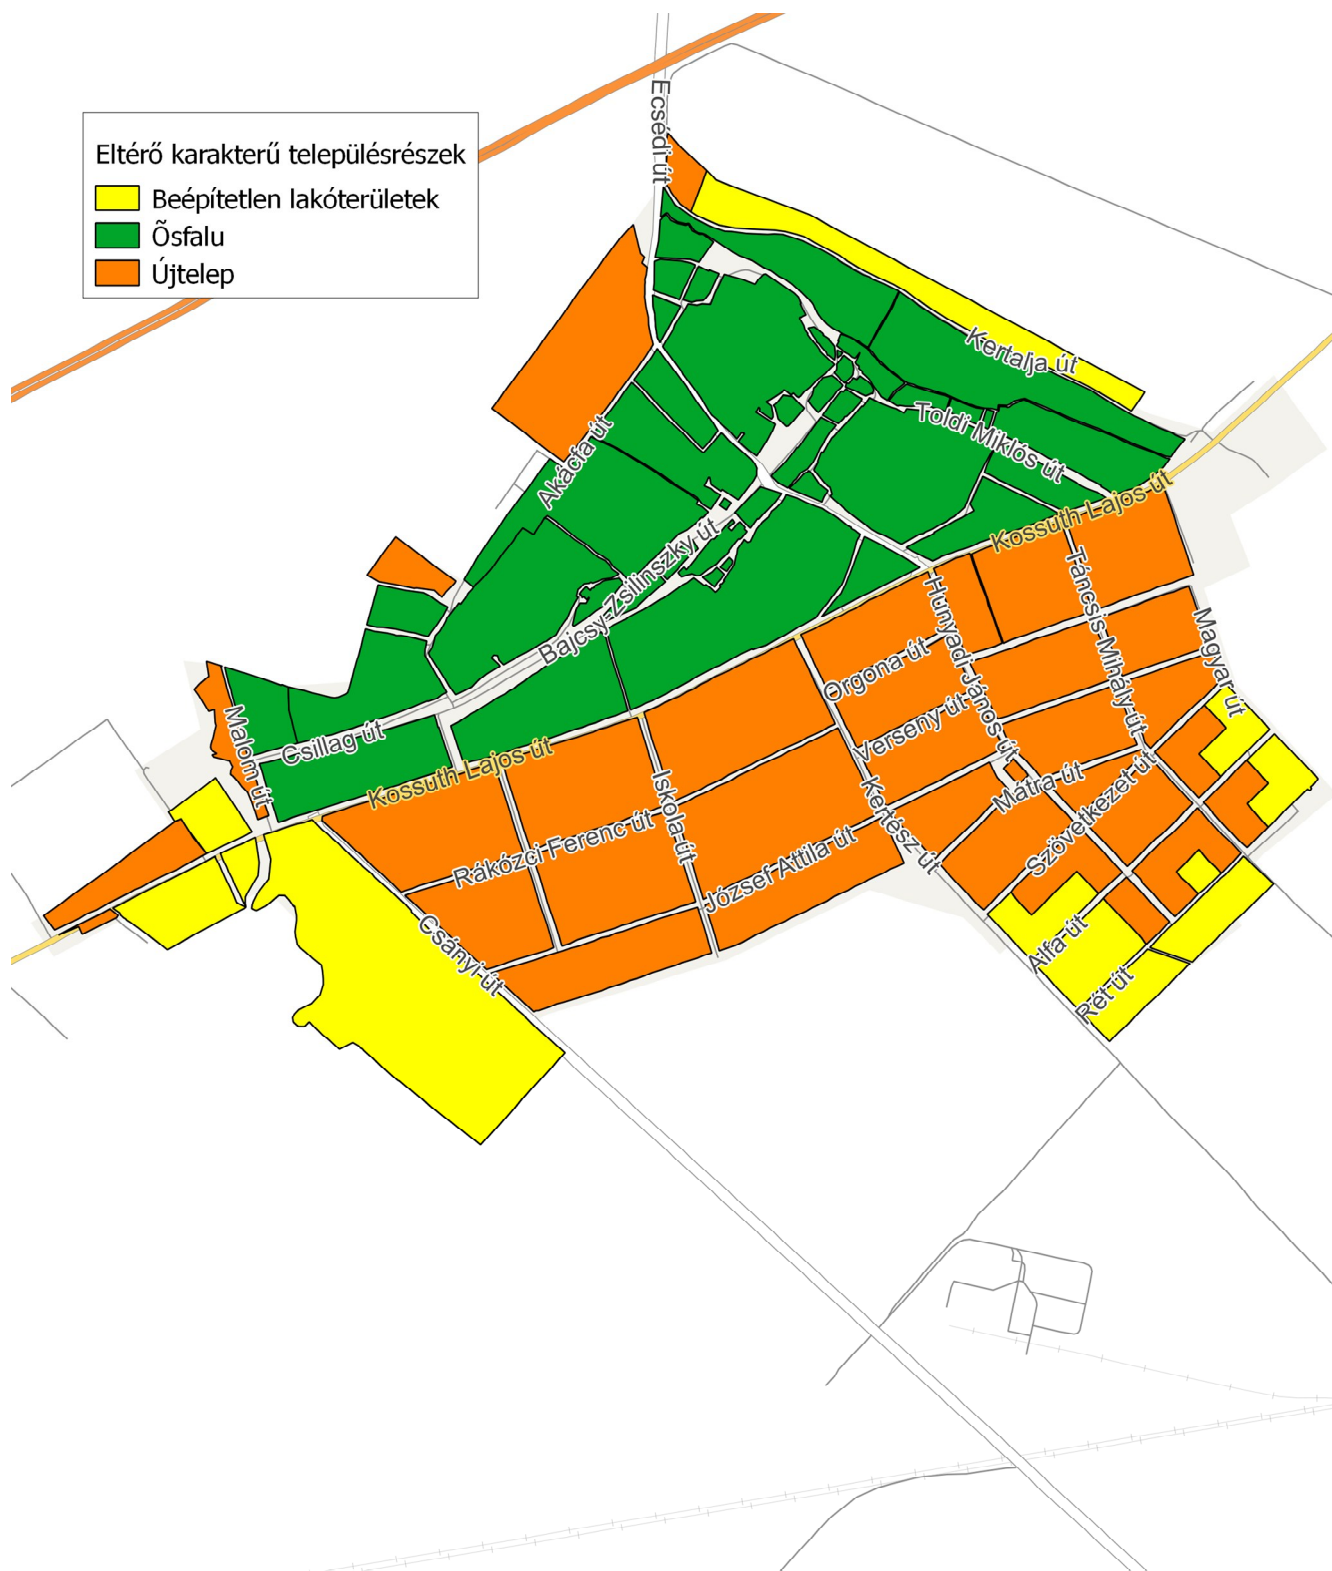 Ecsédi út
Eltérő karakterű településrészek
Beépítetlen lakóterületek
Õsfalu
Újtelep
Kertalja út
Toldi Miklós út
Akácfa út
Kossuth Lajos út
Bajcsy-Zsilinszky út
Táncsis Mihály út
Hunyadi János út
Magyar út
Orgona út
Verseny út
Malom út
Csillag út
Kossuth Lajos út
Iskola út
Kertész út
Mátra út
Szövetkezet út
Rákózci Ferenc út
József Attila út
Csányi út
Alfa út
Rét út